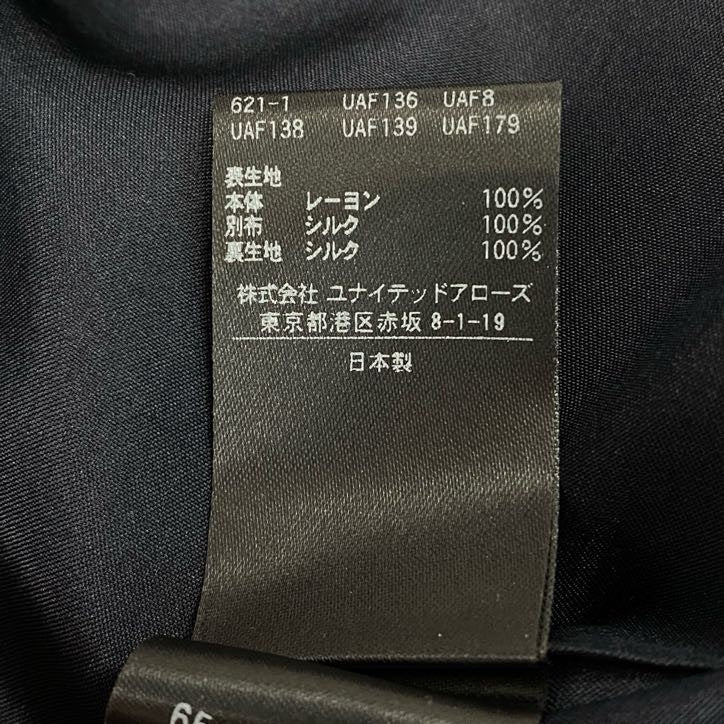 621-1 UAF136 UAF8
UAF138 UAF139 UAF179
表生地
本体 レーヨン 100%
別布 シルク 100%
裏生地 シルク 100%
株式会社 ユナイテッドアローズ
東京都港区赤坂 8-1-19
日本製